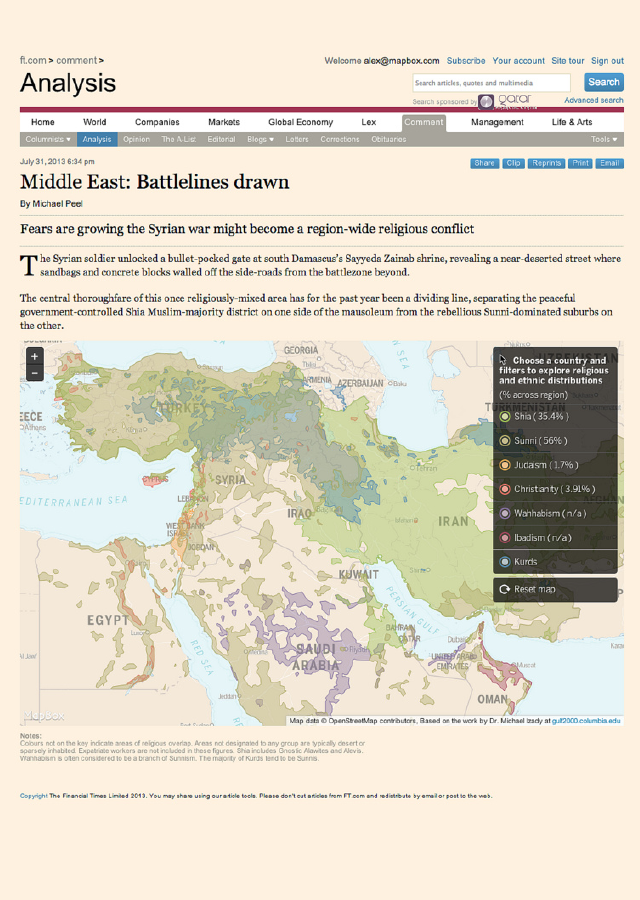 ft.com > comment >
Welcome alex@mapbox.com Subscribe Your account Site tour Sign out
Analysis
Search articles, quotes and multimedia
Search
Search sponsored by
Advanced search
Home World Companies Markets Global Economy Lex Comment Management Life & Arts
Columnists Analysis Opinion The A-List Editorial Blogs Letters Corrections Obituaries Tools
July 31, 2013 6:34 pm
Share Clip Reprints Print Email
Middle East: Battlelines drawn
By Michael Peel
Fears are growing the Syrian war might become a region-wide religious conflict
The Syrian soldier unlocked a bullet-pocked gate at south Damascus's Sayyeda Zainab shrine, revealing a near-deserted street where
sandbags and concrete blocks walled off the side-roads from the battlezone beyond.
The central thoroughfare of this once religiously-mixed area has for the past year been a dividing line, separating the peaceful
government-controlled Shia Muslim-majority district on one side of the mausoleum from the rebellious Sunni-dominated suburbs on
the other.
+
−
GEORGIA
ARMENIA
AZERBAIJAN
Baku
TURKEY
TURKMENISTAN
Athens
CYPRUS
SYRIA
LEBANON
MEDITERRANEAN SEA
WEST BANK
ISRAEL
JORDAN
IRAQ
IRAN
Tehran
KUWAIT
PERSIAN GULF
EGYPT
Luxor
RED SEA
BAHRAIN
QATAR
Dubai
UNITED ARAB
EMIRATES
Riyadh
SAUDI
ARABIA
Muscat
OMAN
Jeddah
Choose a country and
filters to explore religious
and ethnic distributions
(% across region)
Shia (35.4%)
Sunni (56%)
Judaism (1.7%)
Christianity (3.91%)
Wahhabism (n/a)
Ibadism (n/a)
Kurds
Reset map
mapbox
Map data © OpenStreetMap contributors, Based on the work by Dr. Michael Izady at gulf2000.columbia.edu
Notes:
Colours not on the key indicate areas of religious overlap. Areas not designated to any group are typically desert or
sparsely inhabited. Expatriate workers are not included in these figures. Shia includes Gnostic Alawites and Alevis.
Wahhabism is often considered to be a branch of Sunnism. The majority of Kurds tend to be Sunnis.
Copyright The Financial Times Limited 2013. You may share using our article tools. Please don't cut articles from FT.com and redistribute by email or post to the web.